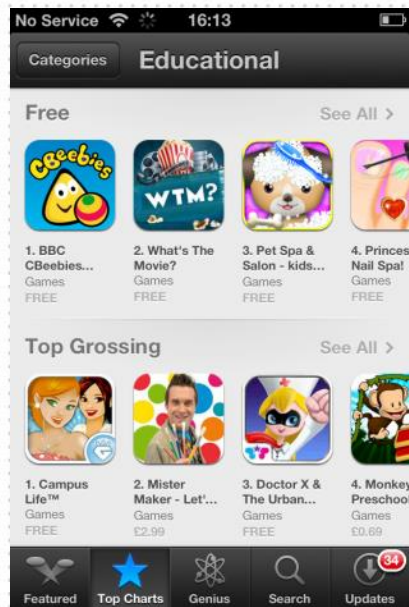 No Service 16:13
Categories Educational
Free See All >
CBeebies
WTM?
1. BBC
CBeebies...
Games
FREE
2. What's The
Movie?
Games
FREE
3. Pet Spa &
Salon - kids...
Games
FREE
4. Princes
Nail Spa!
Games
FREE
Top Grossing See All >
1. Campus
Life™
Games
FREE
2. Mister
Maker - Let'...
Games
£2.99
3. Doctor X &
The Urban...
Games
FREE
4. Monkey
Preschoo
Games
£0.69
34
Featured Top Charts Genius Search Updates